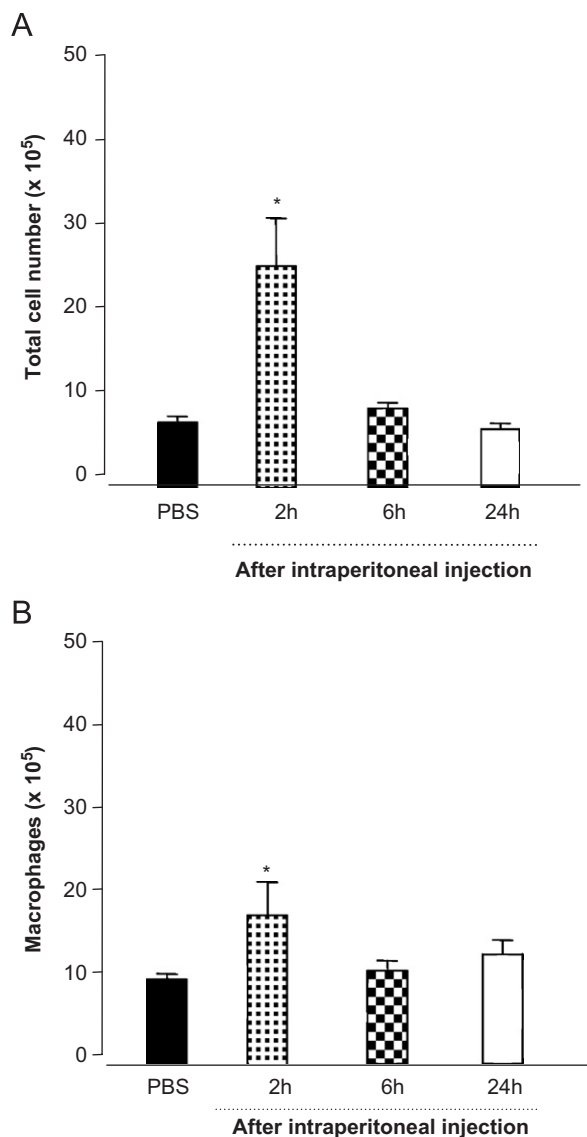 A
50
40
30
20
10
0
Total cell number (x 10⁵)
*
PBS 2h 6h 24h
After intraperitoneal injection
B
50
40
30
20
10
0
Macrophages (x 10⁵)
*
PBS 2h 6h 24h
After intraperitoneal injection